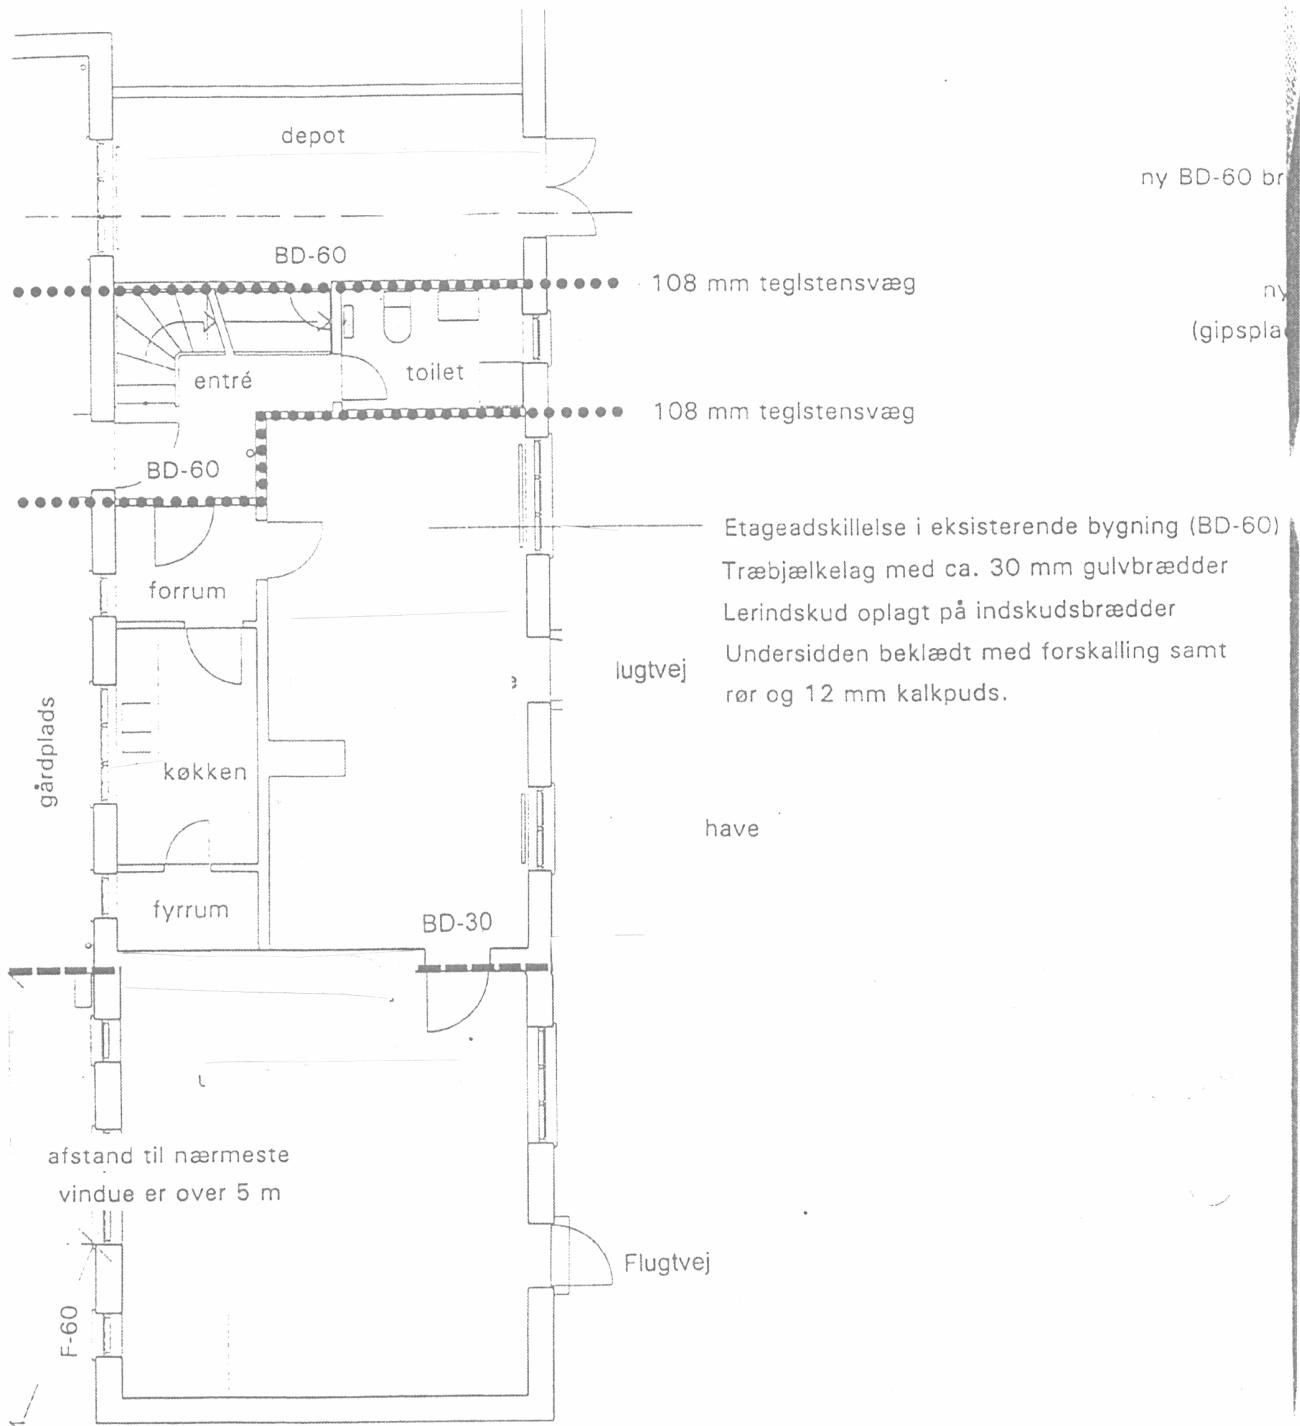 depot
ny BD-60 br
BD-60
108 mm teglstensvæg
ny
(gipspla
entré
toilet
108 mm teglstensvæg
BD-60
Etageadskillelse i eksisterende bygning (BD-60)
Træbjælkelag med ca. 30 mm gulvbrædder
Lerindskud oplagt på indskudsbrædder
Undersidden beklædt med forskalling samt
rør og 12 mm kalkpuds.
forrum
lugtvej
gårdplads
køkken
have
fyrrum
BD-30
afstand til nærmeste
vindue er over 5 m
Flugtvej
F-60